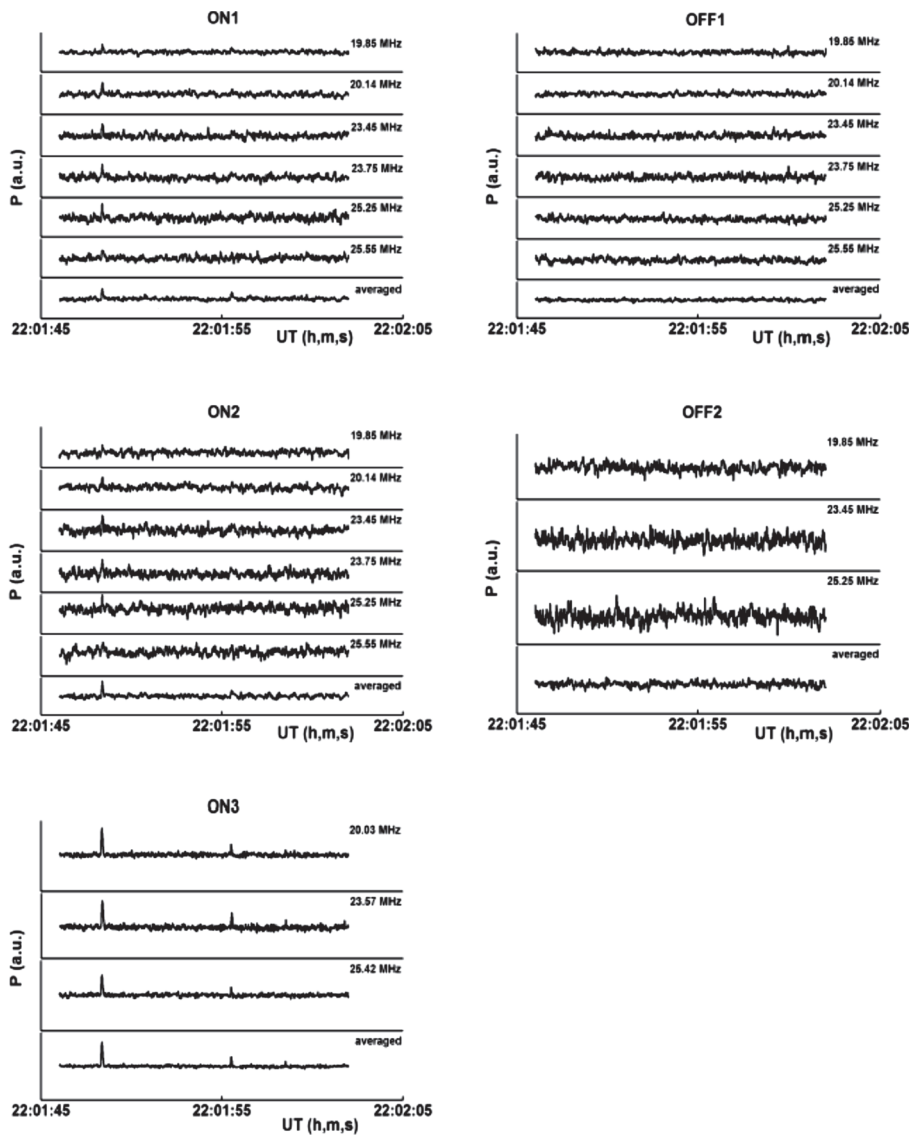 ON1
19.85 MHz
20.14 MHz
23.45 MHz
23.75 MHz
25.25 MHz
25.55 MHz
averaged
P (a.u.)
22:01:45 22:01:55 22:02:05
UT (h,m,s)
OFF1
19.85 MHz
20.14 MHz
23.45 MHz
23.75 MHz
25.25 MHz
25.55 MHz
averaged
P (a.u.)
22:01:45 22:01:55 22:02:05
UT (h,m,s)
ON2
19.85 MHz
20.14 MHz
23.45 MHz
23.75 MHz
25.25 MHz
25.55 MHz
averaged
P (a.u.)
22:01:45 22:01:55 22:02:05
UT (h,m,s)
OFF2
19.85 MHz
23.45 MHz
25.25 MHz
averaged
P (a.u.)
22:01:45 22:01:55 22:02:05
UT (h,m,s)
ON3
20.03 MHz
23.57 MHz
25.42 MHz
averaged
P (a.u.)
22:01:45 22:01:55 22:02:05
UT (h,m,s)